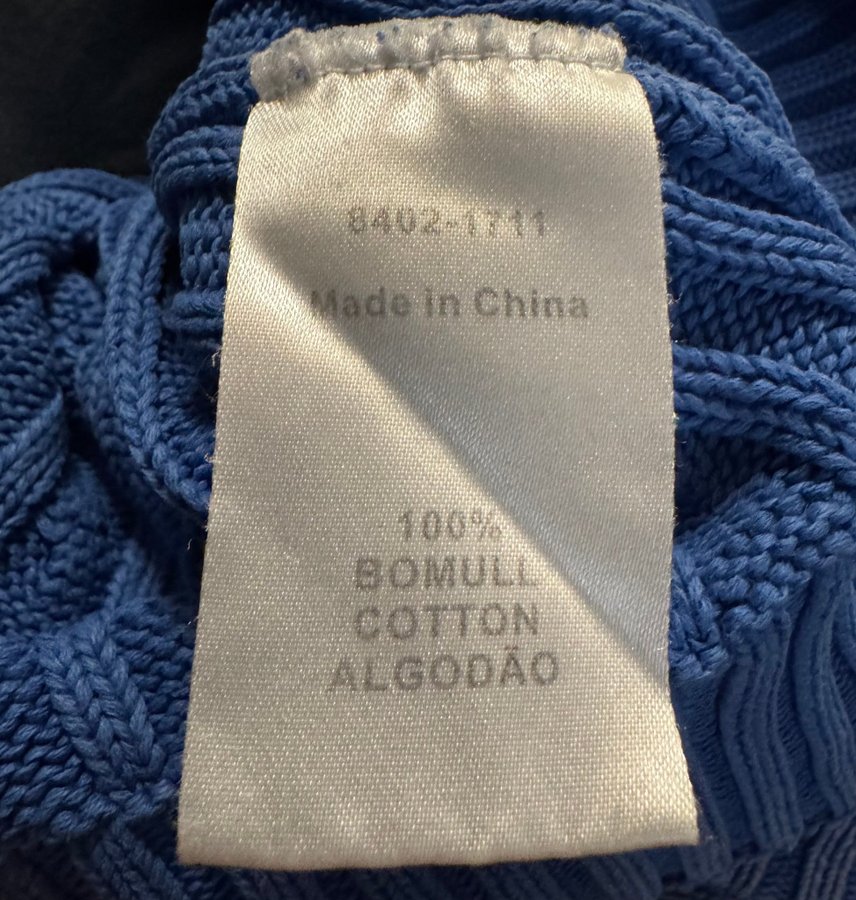 8402-1711
Made in China
100%
BOMULL
COTTON
ALGODÃO